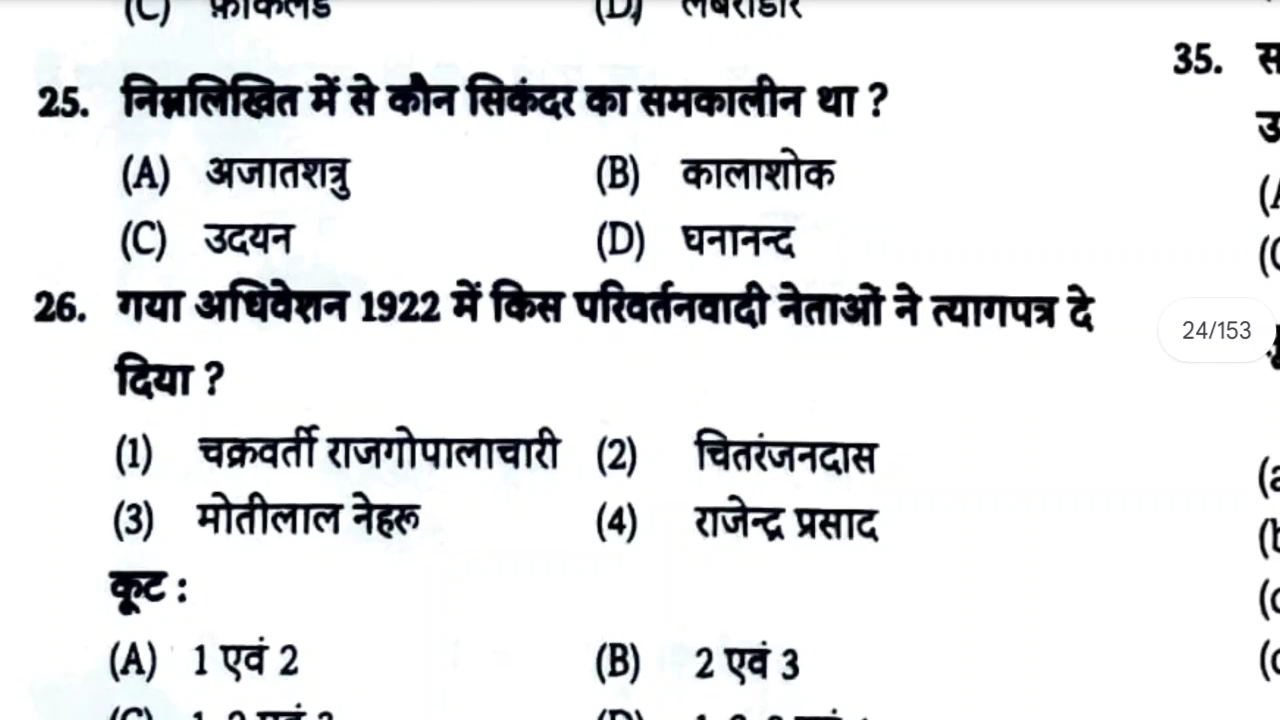 25. निम्नलिखित में से कौन सिकंदर का समकालीन था ?
(A) अजातशत्रु (B) कालाशोक
(C) उदयन (D) घनानन्द
26. गया अधिवेशन 1922 में किस परिवर्तनवादी नेताओं ने त्यागपत्र दे
दिया ?
(1) चक्रवर्ती राजगोपालाचारी (2) चितरंजनदास
(3) मोतीलाल नेहरू (4) राजेन्द्र प्रसाद
कूट :
(A) 1 एवं 2 (B) 2 एवं 3
35.
24/153